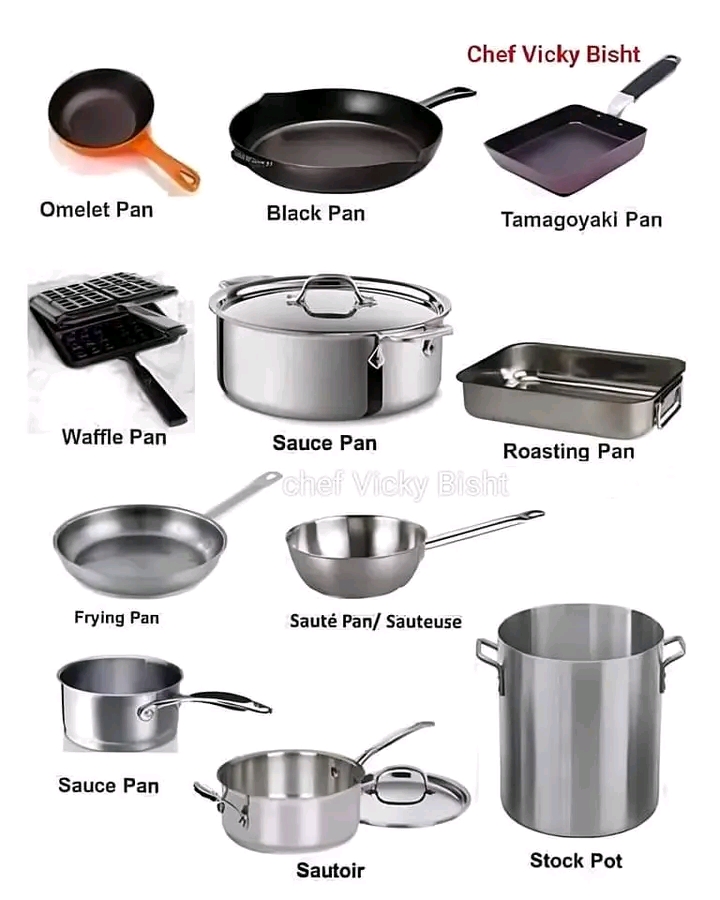 Chef Vicky Bisht
Omelet Pan
Black Pan
Tamagoyaki Pan
Waffle Pan
Sauce Pan
Roasting Pan
chef Vicky Bisht
Frying Pan
Sauté Pan/ Sauteuse
Sauce Pan
Sautoir
Stock Pot